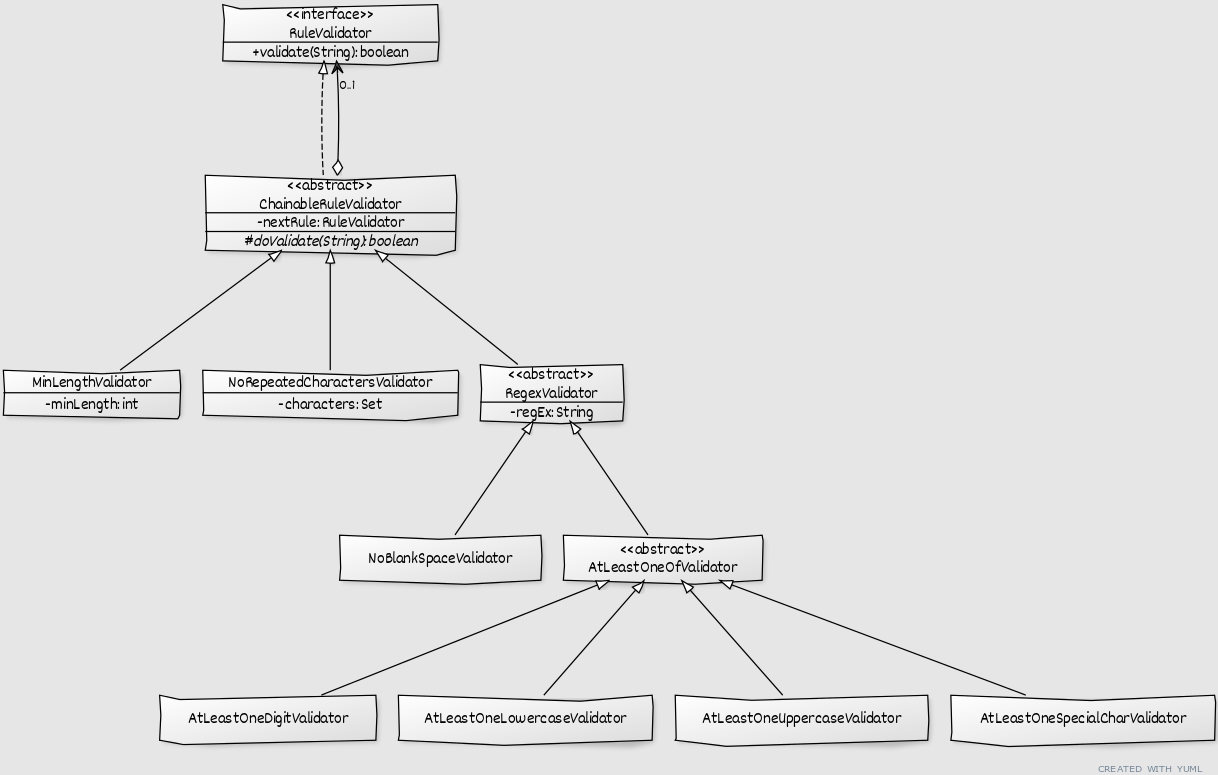 <<interface>>
RuleValidator
+validate(String): boolean
0..1
<<abstract>>
ChainableRuleValidator
-nextRule: RuleValidator
#doValidate(String): boolean
MinLengthValidator
-minLength: int
NoRepeatedCharactersValidator
-characters: Set
<<abstract>>
RegexValidator
-regEx: String
NoBlankSpaceValidator
<<abstract>>
AtLeastOneOfValidator
AtLeastOneDigitValidator
AtLeastOneLowercaseValidator
AtLeastOneUppercaseValidator
AtLeastOneSpecialCharValidator
CREATED WITH YUML